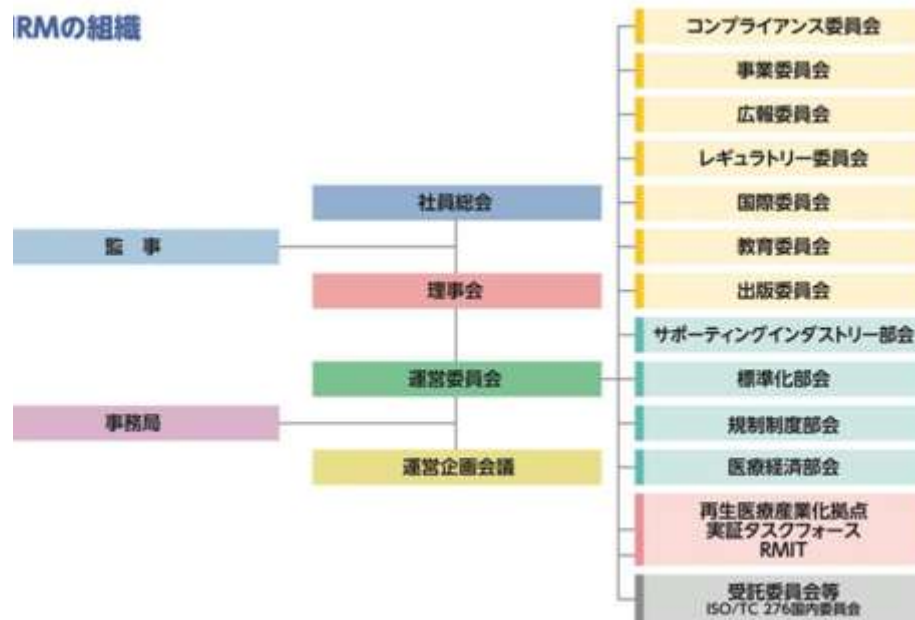 IRMの組織
社員総会
監 事
理事会
運営委員会
事務局
運営企画会議
コンプライアンス委員会
事業委員会
広報委員会
レギュラトリー委員会
国際委員会
教育委員会
出版委員会
サポーティングインダストリー部会
標準化部会
規制制度部会
医療経済部会
再生医療産業化拠点
実証タスクフォース
RMIT
受託委員会等
ISO/TC 276国内委員会